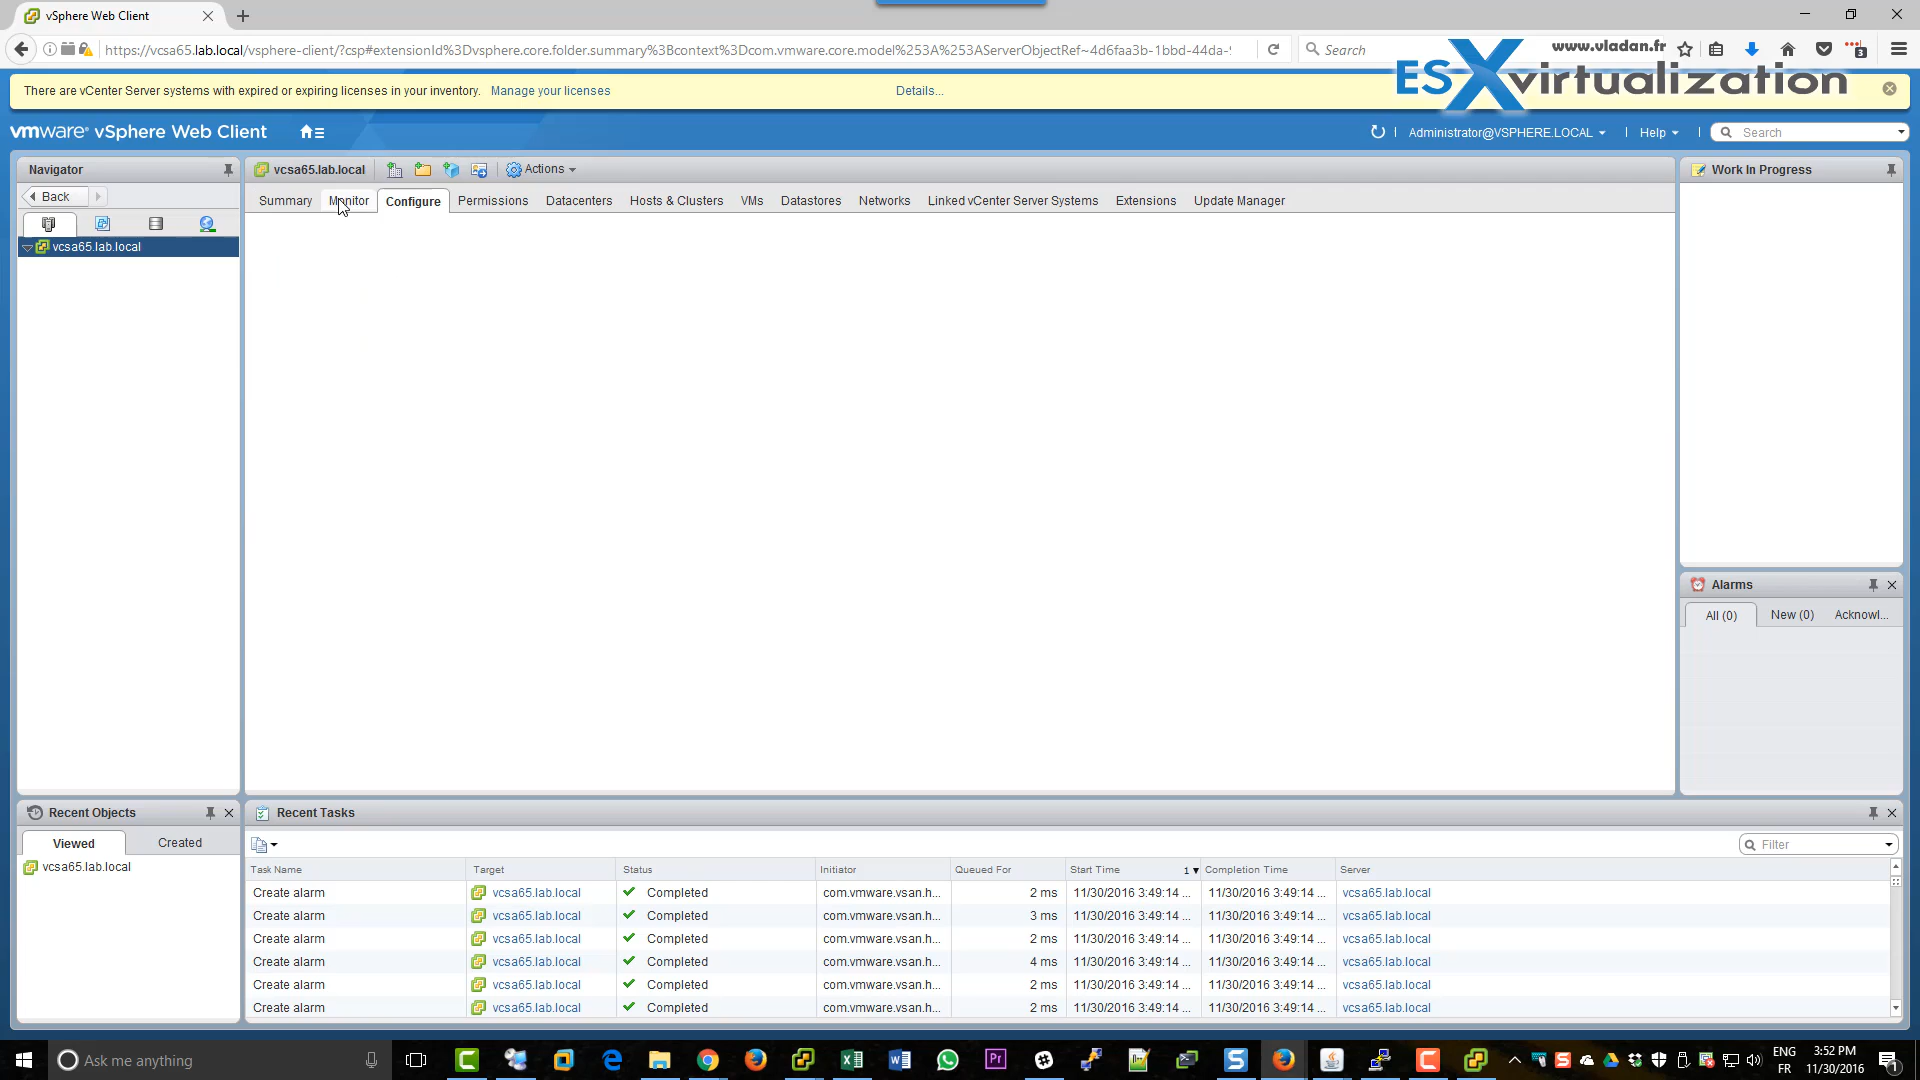 vSphere Web Client
https://vcsa65.lab.local/vsphere-client/?csp#extensionId%3Dvsphere.core.folder.summary%3Bcontext%3Dcom.vmware.core.model%253A%253AServerObjectRef~4d6faa3b-1bbd-44da-
Search
www.vladan.fr
ESXvirtualization
There are vCenter Server systems with expired or expiring licenses in your inventory. Manage your licenses Details...
vmware® vSphere Web Client
Administrator@VSPHERE.LOCAL Help Search
Navigator
Back
vcsa65.lab.local
vcsa65.lab.local Actions
Summary Monitor Configure Permissions Datacenters Hosts & Clusters VMs Datastores Networks Linked vCenter Server Systems Extensions Update Manager
Work In Progress
Alarms
All (0) New (0) Acknowl...
Recent Objects
Viewed Created
vcsa65.lab.local
Recent Tasks
Filter
Task Name Target Status Initiator Queued For Start Time 1 Completion Time Server
Create alarm vcsa65.lab.local Completed com.vmware.vsan.h... 2 ms 11/30/2016 3:49:14 ... 11/30/2016 3:49:14 ... vcsa65.lab.local
Create alarm vcsa65.lab.local Completed com.vmware.vsan.h... 3 ms 11/30/2016 3:49:14 ... 11/30/2016 3:49:14 ... vcsa65.lab.local
Create alarm vcsa65.lab.local Completed com.vmware.vsan.h... 2 ms 11/30/2016 3:49:14 ... 11/30/2016 3:49:14 ... vcsa65.lab.local
Create alarm vcsa65.lab.local Completed com.vmware.vsan.h... 4 ms 11/30/2016 3:49:14 ... 11/30/2016 3:49:14 ... vcsa65.lab.local
Create alarm vcsa65.lab.local Completed com.vmware.vsan.h... 2 ms 11/30/2016 3:49:14 ... 11/30/2016 3:49:14 ... vcsa65.lab.local
Create alarm vcsa65.lab.local Completed com.vmware.vsan.h... 2 ms 11/30/2016 3:49:14 ... 11/30/2016 3:49:14 ... vcsa65.lab.local
Ask me anything
ENG 3:52 PM
FR 11/30/2016